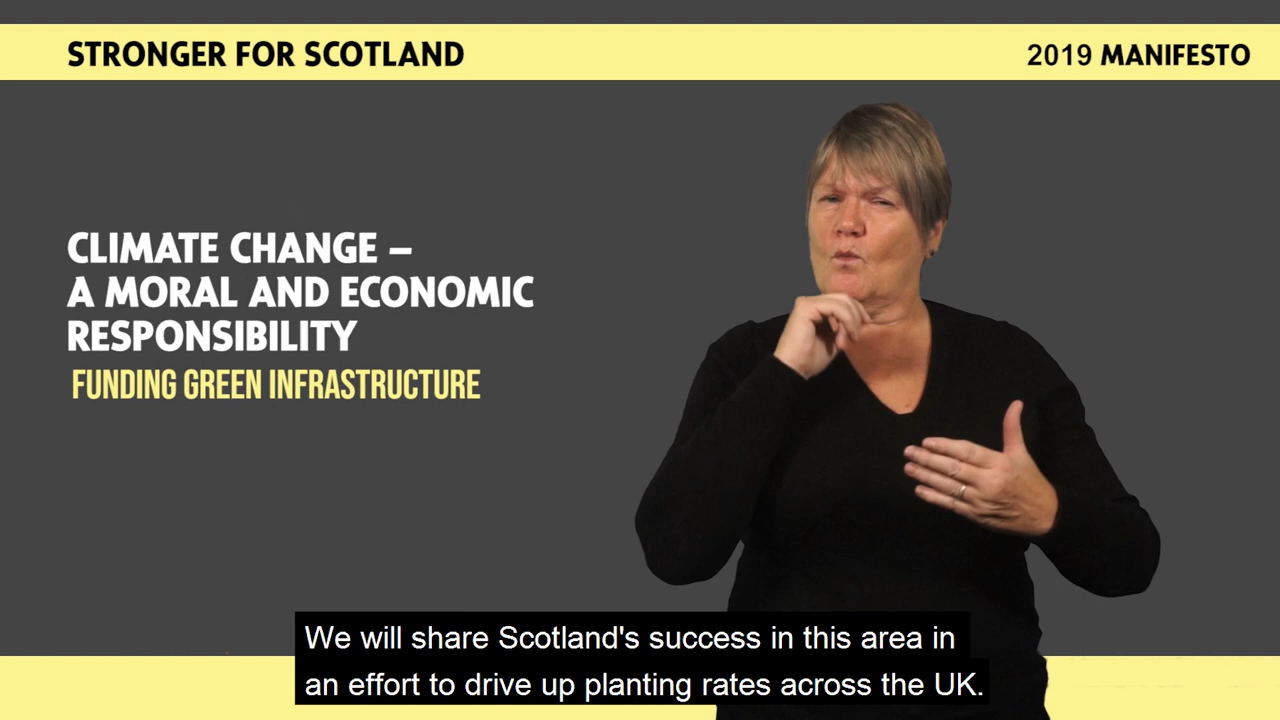 STRONGER FOR SCOTLAND
2019 MANIFESTO
CLIMATE CHANGE –
A MORAL AND ECONOMIC
RESPONSIBILITY
FUNDING GREEN INFRASTRUCTURE
We will share Scotland's success in this area in
an effort to drive up planting rates across the UK.